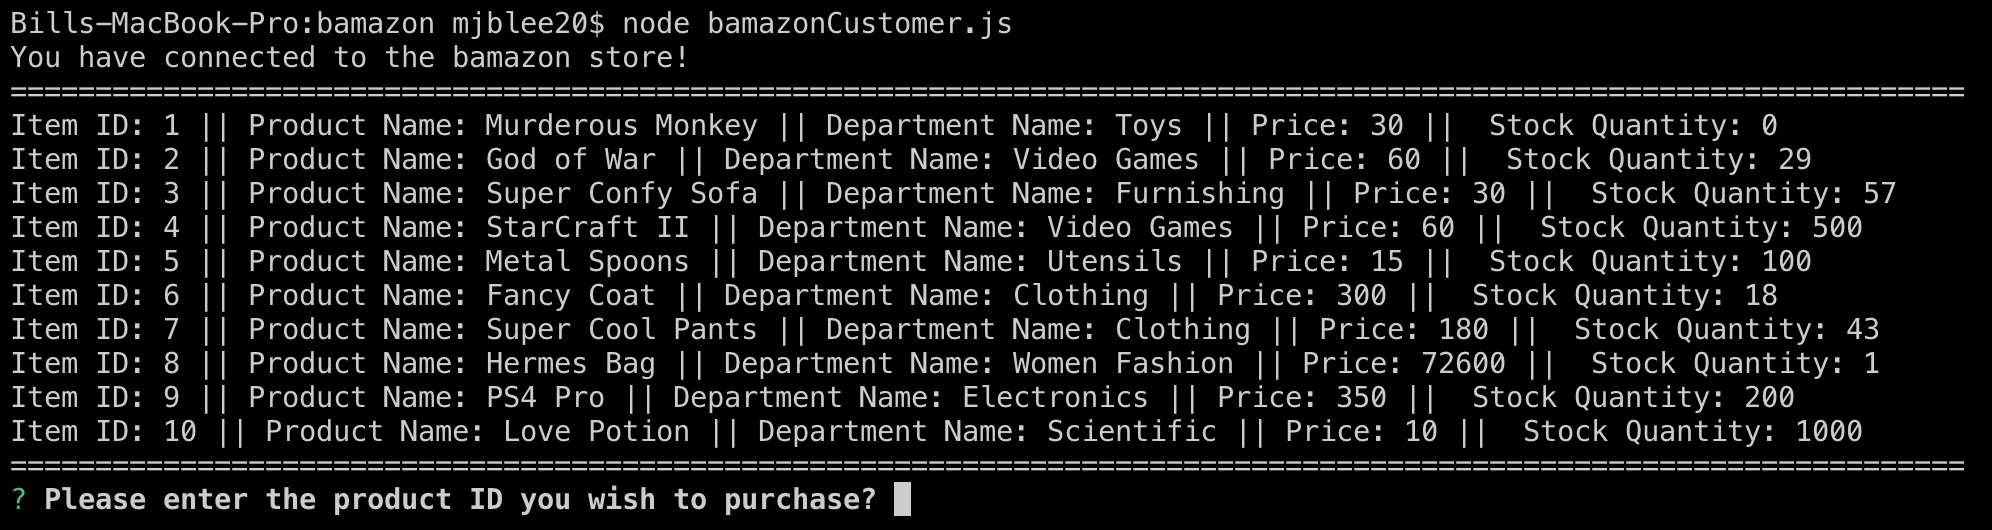 Bills-MacBook-Pro:bamazon mjblee20$ node bamazonCustomer.js
You have connected to the bamazon store!
===================================================================================================================
Item ID: 1 || Product Name: Murderous Monkey || Department Name: Toys || Price: 30 ||  Stock Quantity: 0
Item ID: 2 || Product Name: God of War || Department Name: Video Games || Price: 60 ||  Stock Quantity: 29
Item ID: 3 || Product Name: Super Confy Sofa || Department Name: Furnishing || Price: 30 ||  Stock Quantity: 57
Item ID: 4 || Product Name: StarCraft II || Department Name: Video Games || Price: 60 ||  Stock Quantity: 500
Item ID: 5 || Product Name: Metal Spoons || Department Name: Utensils || Price: 15 ||  Stock Quantity: 100
Item ID: 6 || Product Name: Fancy Coat || Department Name: Clothing || Price: 300 ||  Stock Quantity: 18
Item ID: 7 || Product Name: Super Cool Pants || Department Name: Clothing || Price: 180 ||  Stock Quantity: 43
Item ID: 8 || Product Name: Hermes Bag || Department Name: Women Fashion || Price: 72600 ||  Stock Quantity: 1
Item ID: 9 || Product Name: PS4 Pro || Department Name: Electronics || Price: 350 ||  Stock Quantity: 200
Item ID: 10 || Product Name: Love Potion || Department Name: Scientific || Price: 10 ||  Stock Quantity: 1000
===================================================================================================================
? Please enter the product ID you wish to purchase?